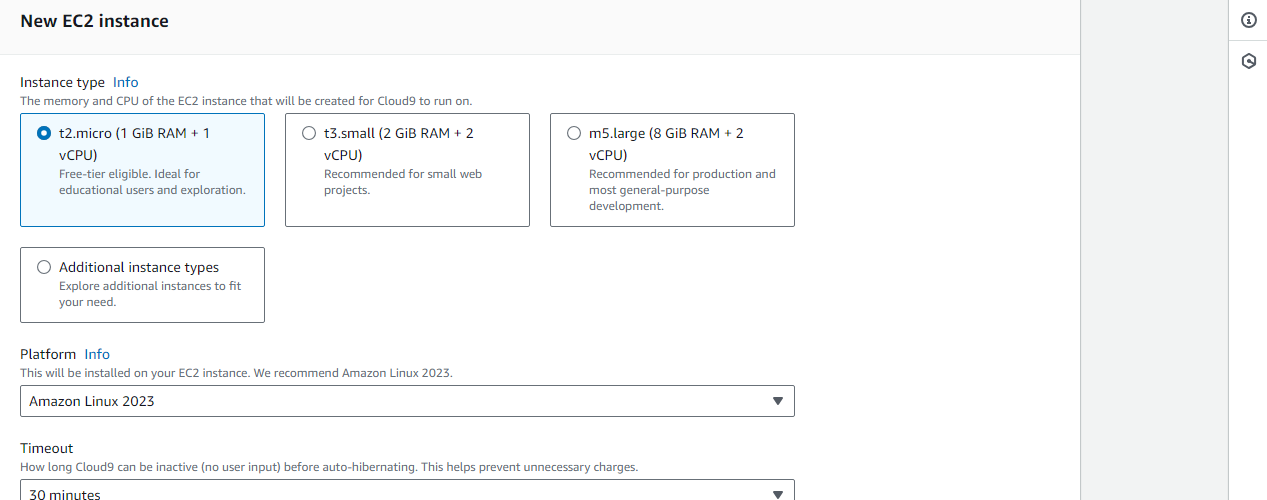 New EC2 instance
Instance type Info
The memory and CPU of the EC2 instance that will be created for Cloud9 to run on.
t2.micro (1 GiB RAM + 1
vCPU)
Free-tier eligible. Ideal for
educational users and exploration.
t3.small (2 GiB RAM + 2
vCPU)
Recommended for small web
projects.
m5.large (8 GiB RAM + 2
vCPU)
Recommended for production and
most general-purpose
development.
Additional instance types
Explore additional instances to fit
your need.
Platform Info
This will be installed on your EC2 instance. We recommend Amazon Linux 2023.
Amazon Linux 2023
Timeout
How long Cloud9 can be inactive (no user input) before auto-hibernating. This helps prevent unnecessary charges.
30 minutes